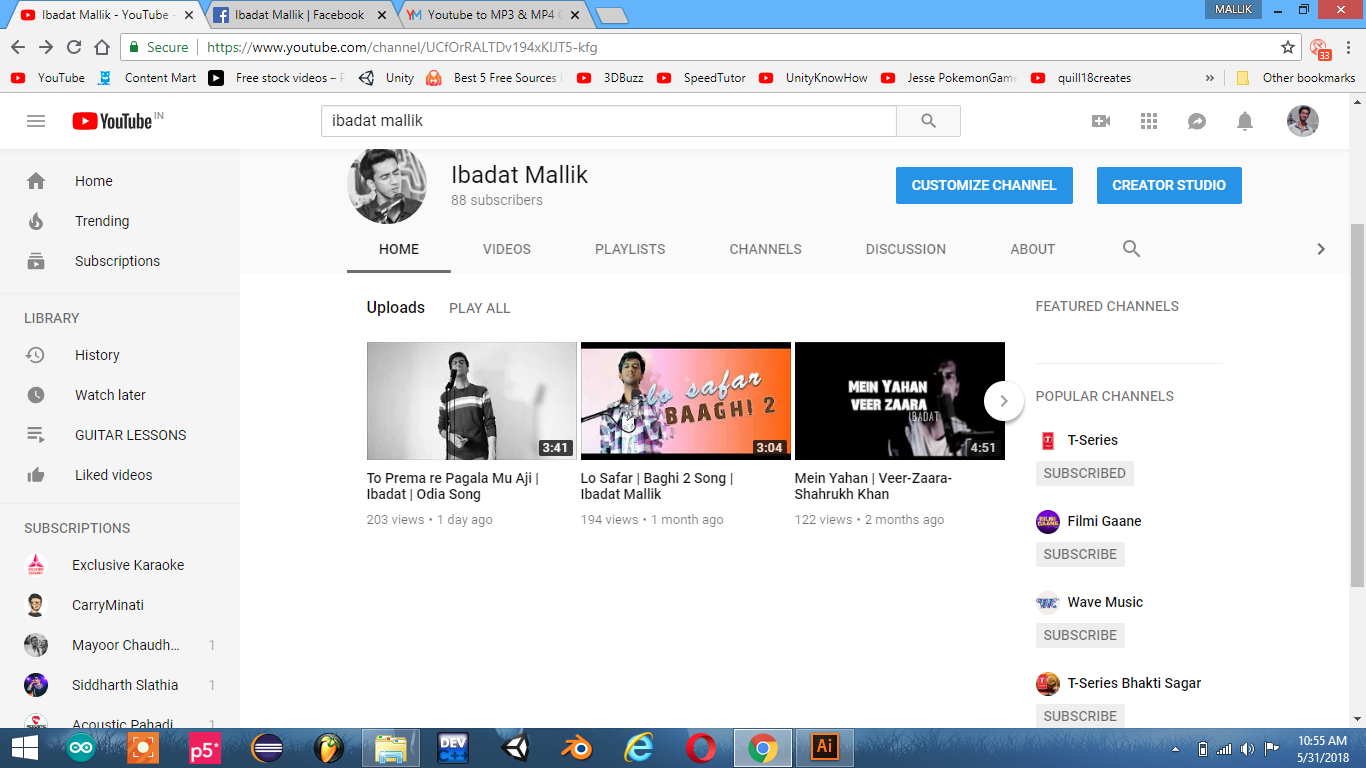 Ibadat Mallik - YouTube -
Ibadat Mallik | Facebook
Youtube to MP3 & MP4 C
MALLIK
Secure
https://www.youtube.com/channel/UCfOrRALTDv194xKlJT5-kfg
33
YouTube
Content Mart
Free stock videos – P
Unity
Best 5 Free Sources
3DBuzz
SpeedTutor
UnityKnowHow
Jesse PokemonGame
quill18creates
»
Other bookmarks
YouTube IN
ibadat mallik
Home
Trending
Subscriptions
LIBRARY
History
Watch later
GUITAR LESSONS
Liked videos
SUBSCRIPTIONS
Exclusive Karaoke
CarryMinati
Mayoor Chaudh... 1
Siddharth Slathia 1
Acoustic Pahadi 1
Ibadat Mallik
88 subscribers
CUSTOMIZE CHANNEL
CREATOR STUDIO
HOME
VIDEOS
PLAYLISTS
CHANNELS
DISCUSSION
ABOUT
Uploads
PLAY ALL
3:41
To Prema re Pagala Mu Aji |
Ibadat | Odia Song
203 views • 1 day ago
lo safar
BAAGHI 2
3:04
Lo Safar | Baghi 2 Song |
Ibadat Mallik
194 views • 1 month ago
MEIN YAHAN
VEER ZAARA
IBADAT
4:51
Mein Yahan | Veer-Zaara-
Shahrukh Khan
122 views • 2 months ago
FEATURED CHANNELS
POPULAR CHANNELS
T-Series
SUBSCRIBED
FILMI
GAANE
Filmi Gaane
SUBSCRIBE
Wave Music
SUBSCRIBE
T-Series Bhakti Sagar
SUBSCRIBE
p5*
DEV
C++
Ai
10:55 AM
5/31/2018